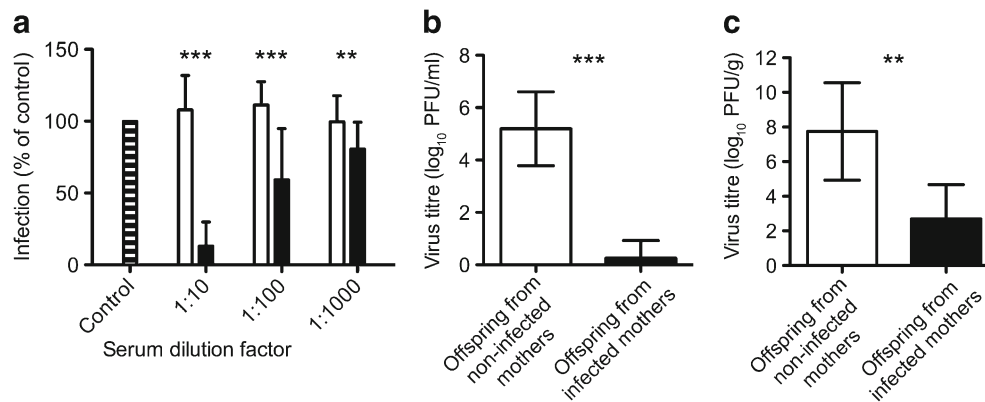 a
Infection (% of control)
150
100
50
0
***
***
**
Control
1:10
1:100
1:1000
Serum dilution factor
b
Virus titre (log10 PFU/ml)
8
6
4
2
0
***
Offspring from
non-infected
mothers
Offspring from
infected mothers
c
Virus titre (log10 PFU/g)
12
10
8
6
4
2
0
**
Offspring from
non-infected
mothers
Offspring from
infected mothers